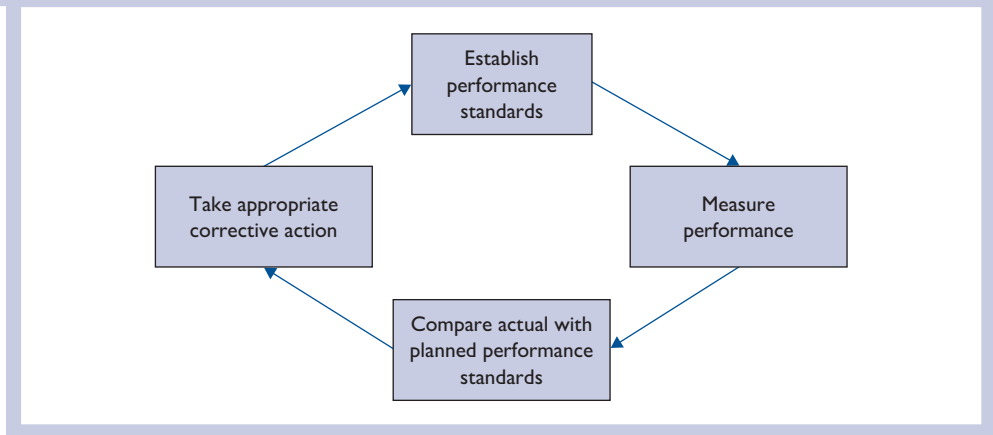 Establish
performance
standards
Measure
performance
Compare actual with
planned performance
standards
Take appropriate
corrective action